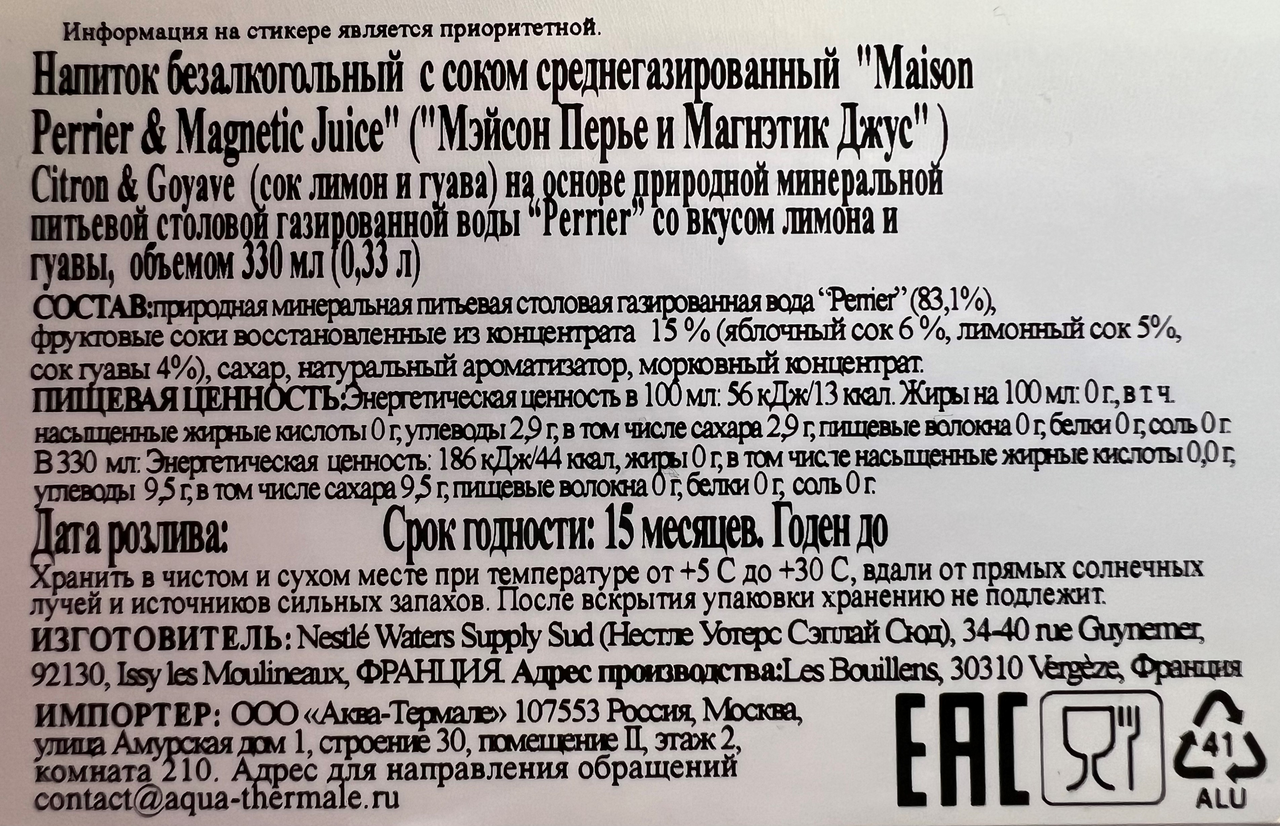 Информация на стикере является приоритетной.
Напиток безалкогольный с соком среднегазированный "Maison
Perrier & Magnetic Juice" ("Мэйсон Перье и Магнэтик Джус" )
Citron & Goyave (сок лимон и гуава) на основе природной минеральной
питьевой столовой газированной воды “Perrier” со вкусом лимона и
гуавы, объемом 330 мл (0,33 л)
СОСТАВ:природная минеральная питьевая столовая газированная вода “Perrier” (83,1%),
фруктовые соки восстановленные из концентрата 15 % (яблочный сок 6 %, лимонный сок 5%,
сок гуавы 4%), сахар, натуральный ароматизатор, морковный концентрат.
ПИЩЕВАЯ ЦЕННОСТЬ:Энергетическая ценность в 100 мл: 56 кДж/13 ккал. Жиры на 100 мл: 0 г., в т. ч.
насыщенные жирные кислоты 0 г, углеводы 2,9 г, в том числе сахара 2,9 г, пищевые волокна 0 г, белки 0 г, соль 0 г.
В 330 мл: Энергетическая ценность: 186 кДж/44 ккал, жиры 0 г, в том числе насыщенные жирные кислоты 0,0 г,
углеводы 9,5 г, в том числе сахара 9,5 г, пищевые волокна 0 г, белки 0 г, соль 0 г.
Дата розлива: Срок годности: 15 месяцев. Годен до
Хранить в чистом и сухом месте при температуре от +5 С до +30 С, вдали от прямых солнечных
лучей и источников сильных запахов. После вскрытия упаковки хранению не подлежит.
ИЗГОТОВИТЕЛЬ: Nestlé Waters Supply Sud (Нестле Уотерс Сэплай Сюд), 34-40 rue Guynemer,
92130, Issy les Moulineaux, ФРАНЦИЯ. Адрес производства:Les Bouillens, 30310 Vergèze, Франция
ИМПОРТЕР: ООО «Аква-Термале» 107553 Россия, Москва,
улица Амурская дом 1, строение 30, помещение II, этаж 2,
комната 210. Адрес для направления обращений
contact@aqua-thermale.ru
EAC
41
ALU